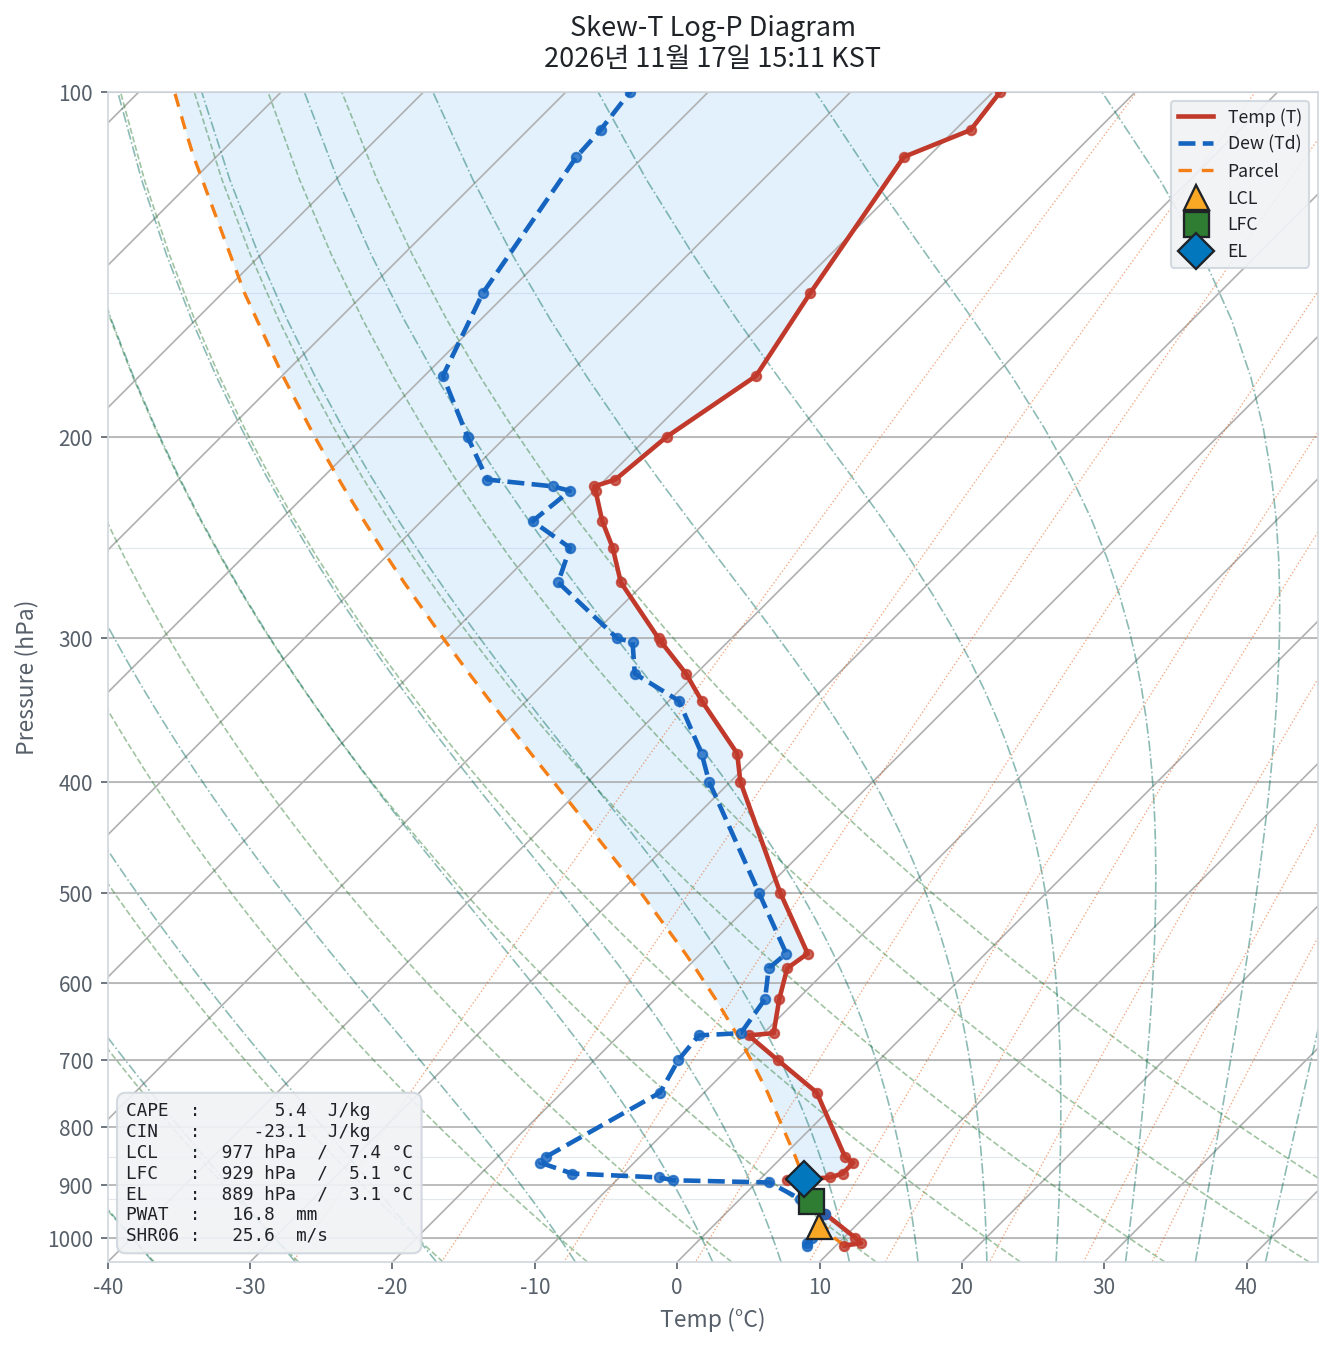 Skew-T Log-P Diagram
2026년 11월 17일 15:11 KST
Temp (T)
Dew (Td)
Parcel
LCL
LFC
EL
Pressure (hPa)
100
200
300
400
500
600
700
800
900
1000
CAPE : 5.4 J/kg
CIN : -23.1 J/kg
LCL : 977 hPa / 7.4 °C
LFC : 929 hPa / 5.1 °C
EL : 889 hPa / 3.1 °C
PWAT : 16.8 mm
SHR06 : 25.6 m/s
-40 -30 -20 -10 0 10 20 30 40
Temp (°C)